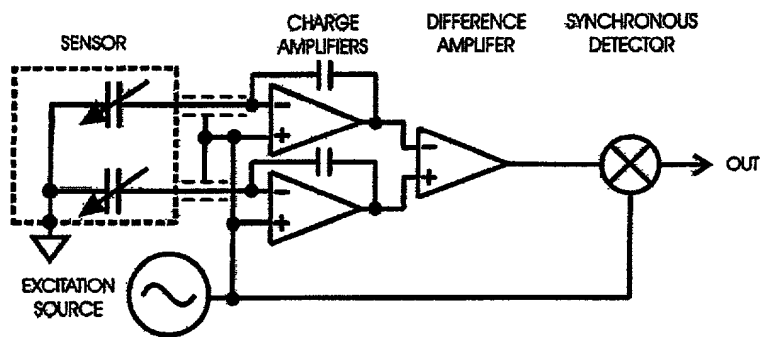 SENSOR
CHARGE
AMPLIFIERS
DIFFERENCE
AMPLIFER
SYNCHRONOUS
DETECTOR
OUT
EXCITATION
SOURCE